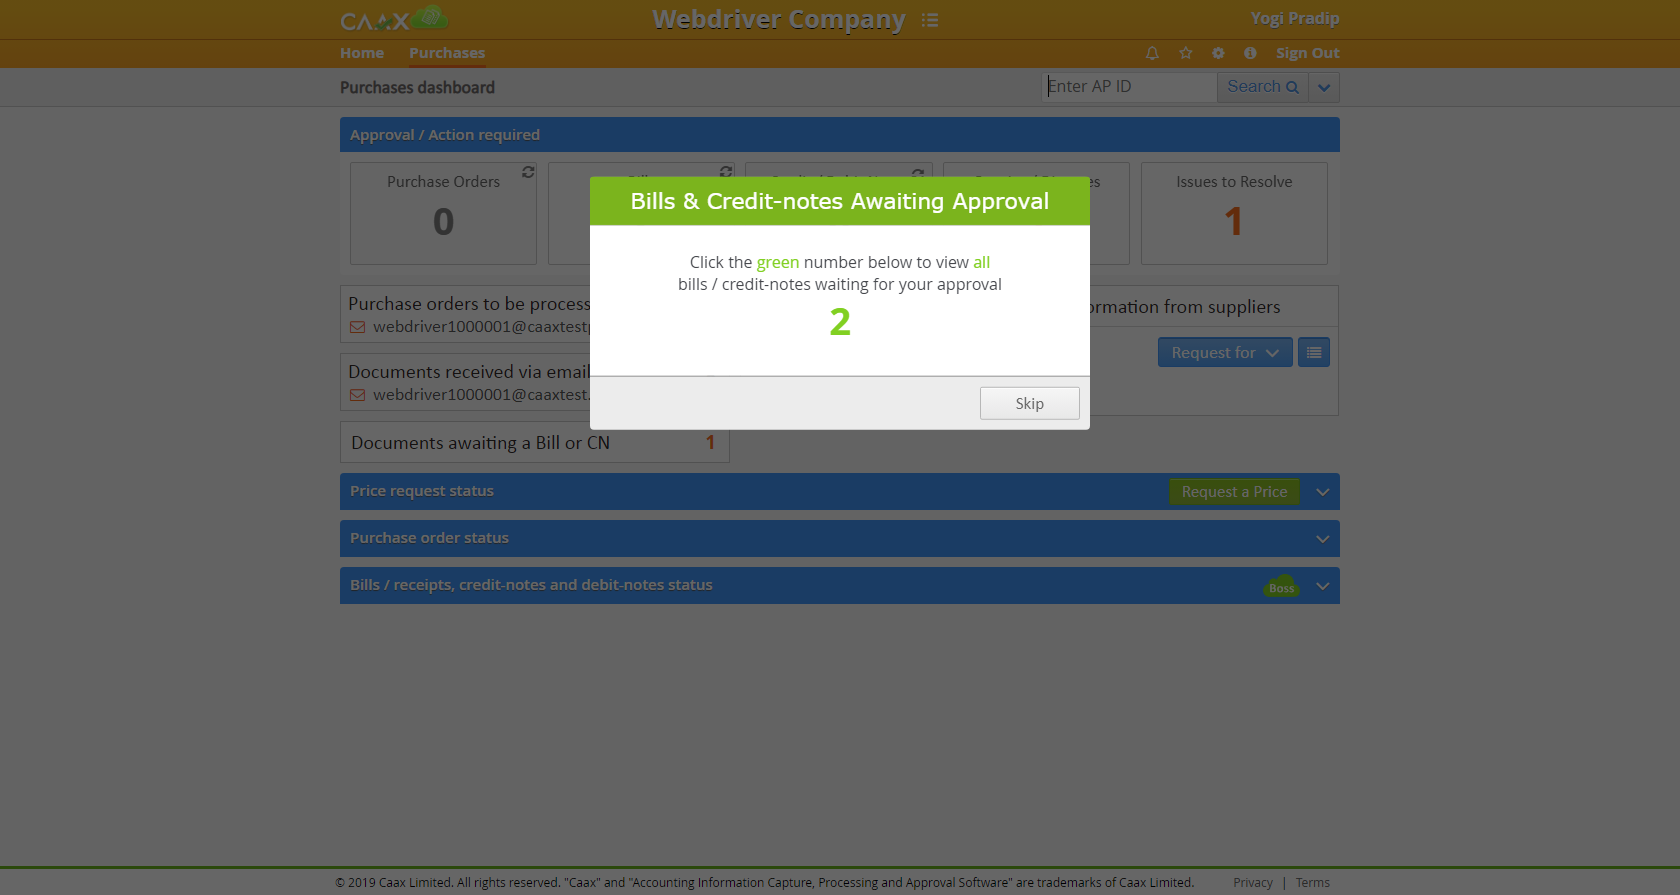 CAAX
Webdriver Company
Yogi Pradip
Home Purchases
Sign Out
Purchases dashboard
Enter AP ID
Search
Approval / Action required
Purchase Orders
0
Issues to Resolve
1
Bills & Credit-notes Awaiting Approval
Click the green number below to view all
bills / credit-notes waiting for your approval
2
Skip
Purchase orders to be process
webdriver1000001@caaxtest
ormation from suppliers
Request for
Documents received via email
webdriver1000001@caaxtest.
Documents awaiting a Bill or CN 1
Price request status
Request a Price
Purchase order status
Bills / receipts, credit-notes and debit-notes status
Boss
© 2019 Caax Limited. All rights reserved. "Caax" and "Accounting Information Capture, Processing and Approval Software" are trademarks of Caax Limited. Privacy | Terms